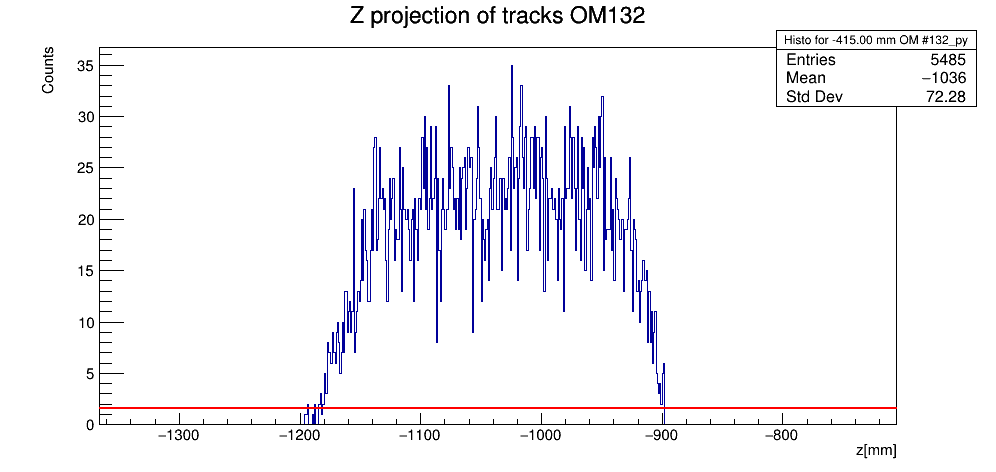 Z projection of tracks OM132
Histo for -415.00 mm OM #132_py
Entries 5485
Mean −1036
Std Dev 72.28
Counts
35
30
25
20
15
10
5
0
−1300 −1200 −1100 −1000 −900 −800
z[mm]